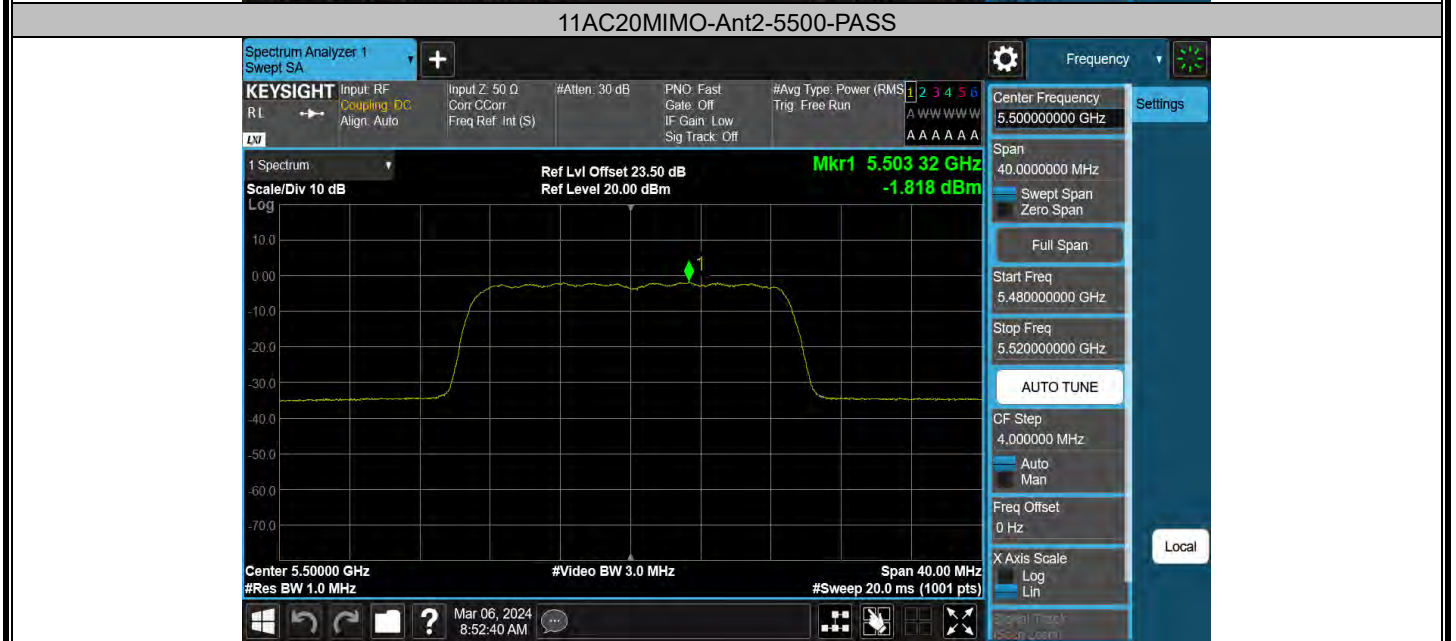 11AC20MIMO-Ant2-5500-PASS
Spectrum Analyzer 1
Swept SA
Frequency
KEYSIGHT
RL
LXI
Input: RF
Coupling: DC
Align: Auto
Input Z: 50 Ω
Corr CCorr
Freq Ref: Int (S)
#Atten: 30 dB
PNO: Fast
Gate: Off
IF Gain: Low
Sig Track: Off
#Avg Type: Power (RMS
Trig: Free Run
1 2 3 4 5 6
A W W W W W
A A A A A A
Center Frequency
5.500000000 GHz
Settings
Span
40.0000000 MHz
Swept Span
Zero Span
Full Span
Start Freq
5.480000000 GHz
Stop Freq
5.520000000 GHz
AUTO TUNE
CF Step
4.000000 MHz
Auto
Man
Freq Offset
0 Hz
X Axis Scale
Log
Lin
Signal Track
(Span Zoom)
Local
1 Spectrum
Scale/Div 10 dB
Log
Ref Lvl Offset 23.50 dB
Ref Level 20.00 dBm
Mkr1 5.503 32 GHz
-1.818 dBm
10.0
0.00
-10.0
-20.0
-30.0
-40.0
-50.0
-60.0
-70.0
1
Center 5.50000 GHz
#Res BW 1.0 MHz
#Video BW 3.0 MHz
Span 40.00 MHz
#Sweep 20.0 ms (1001 pts)
?
Mar 06, 2024
8:52:40 AM